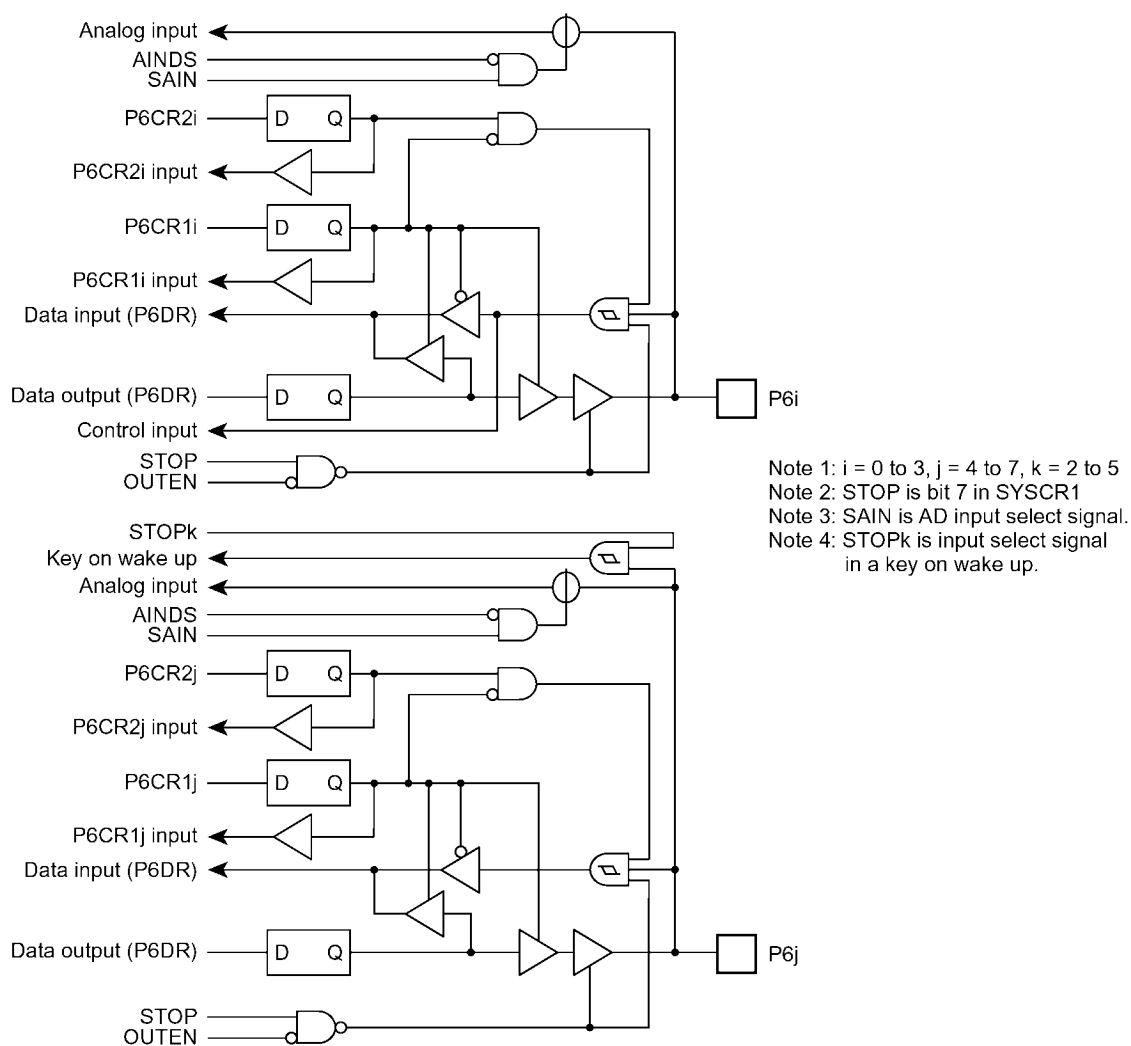 Analog input
AINDS
SAIN
P6CR2i
D Q
P6CR2i input
P6CR1i
D Q
P6CR1i input
Data input (P6DR)
Data output (P6DR)
D Q
P6i
Control input
STOP
OUTEN
Note 1: i = 0 to 3, j = 4 to 7, k = 2 to 5
Note 2: STOP is bit 7 in SYSCR1
Note 3: SAIN is AD input select signal.
Note 4: STOPk is input select signal
in a key on wake up.
STOPk
Key on wake up
Analog input
AINDS
SAIN
P6CR2j
D Q
P6CR2j input
P6CR1j
D Q
P6CR1j input
Data input (P6DR)
Data output (P6DR)
D Q
P6j
STOP
OUTEN